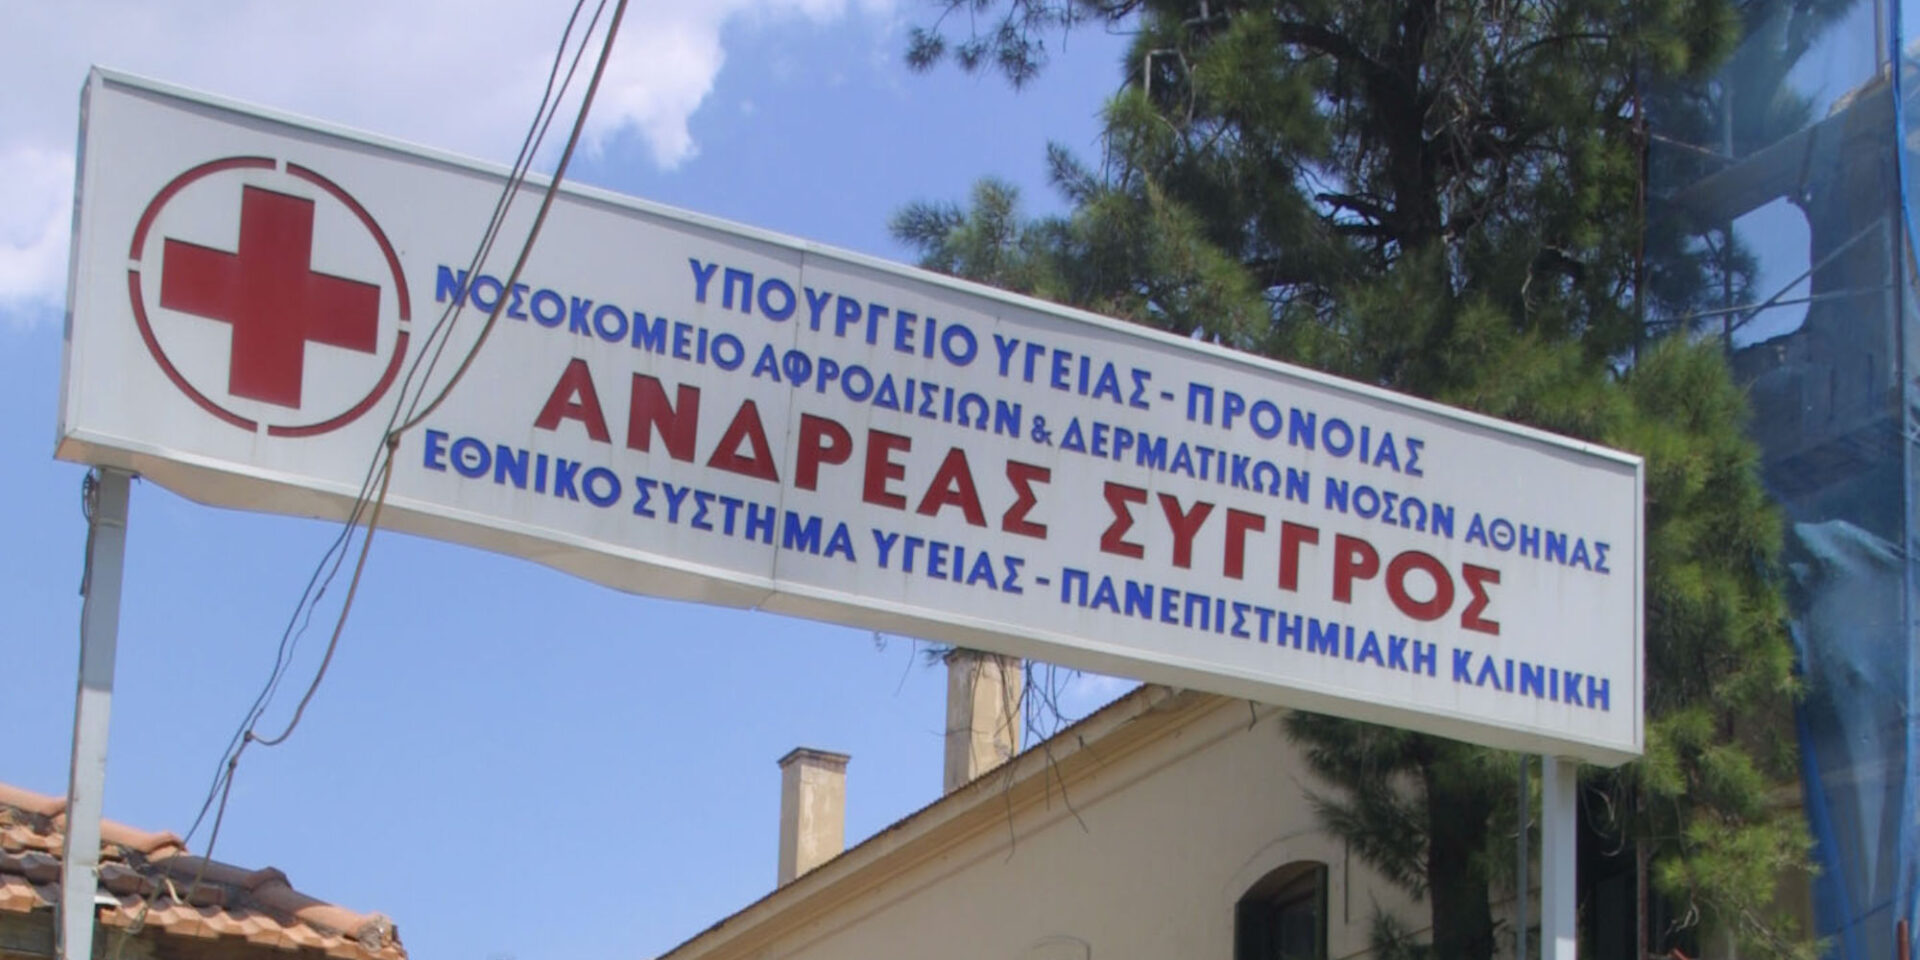 ΥΠΟΥΡΓΕΙΟ ΥΓΕΙΑΣ - ΠΡΟΝΟΙΑΣ
ΝΟΣΟΚΟΜΕΙΟ ΑΦΡΟΔΙΣΙΩΝ & ΔΕΡΜΑΤΙΚΩΝ ΝΟΣΩΝ ΑΘΗΝΑΣ
ΑΝΔΡΕΑΣ ΣΥΓΓΡΟΣ
ΕΘΝΙΚΟ ΣΥΣΤΗΜΑ ΥΓΕΙΑΣ - ΠΑΝΕΠΙΣΤΗΜΙΑΚΗ ΚΛΙΝΙΚΗ